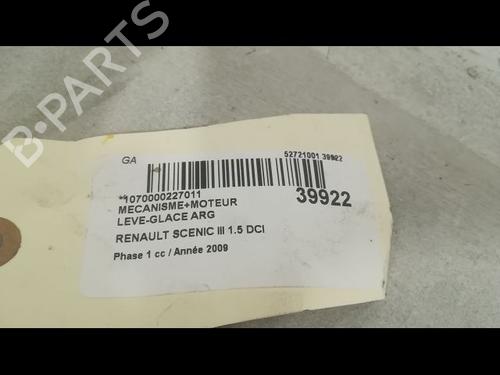 B-PARTS
GA
52721001 39922
*1070000227011
39922
MECANISME+MOTEUR
LEVE-GLACE ARG
RENAULT SCENIC III 1.5 DCI
Phase 1 cc / Année 2009